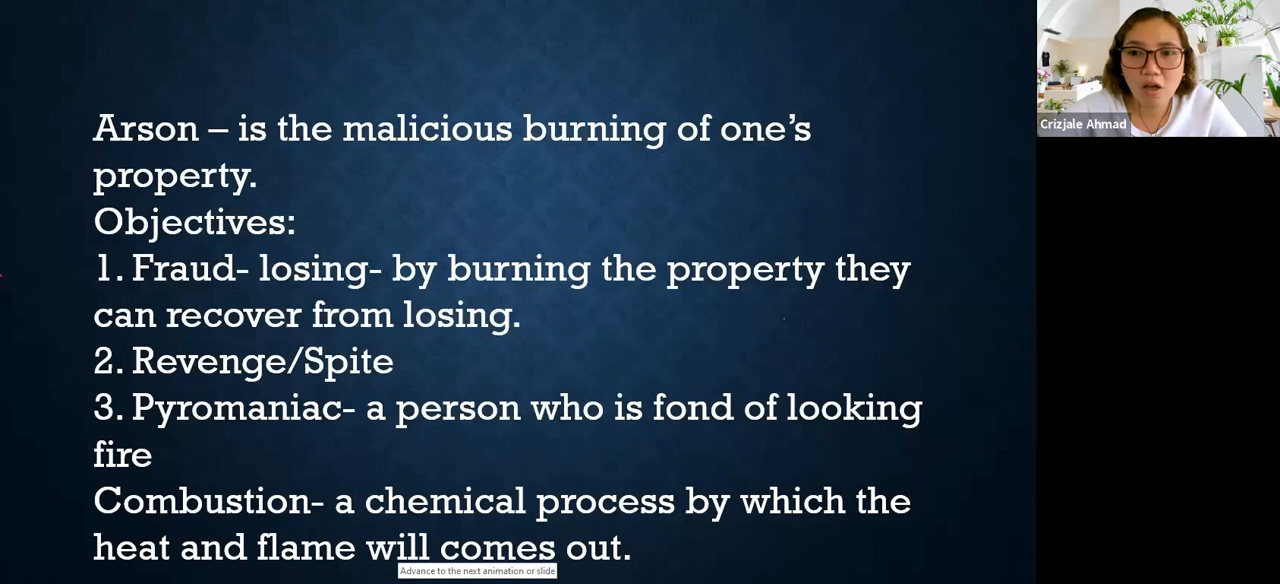 Arson – is the malicious burning of one’s
property.
Objectives:
1. Fraud- losing- by burning the property they
can recover from losing.
2. Revenge/Spite
3. Pyromaniac- a person who is fond of looking
fire
Combustion- a chemical process by which the
heat and flame will comes out.
Advance to the next animation or slide
Crizjale Ahmad